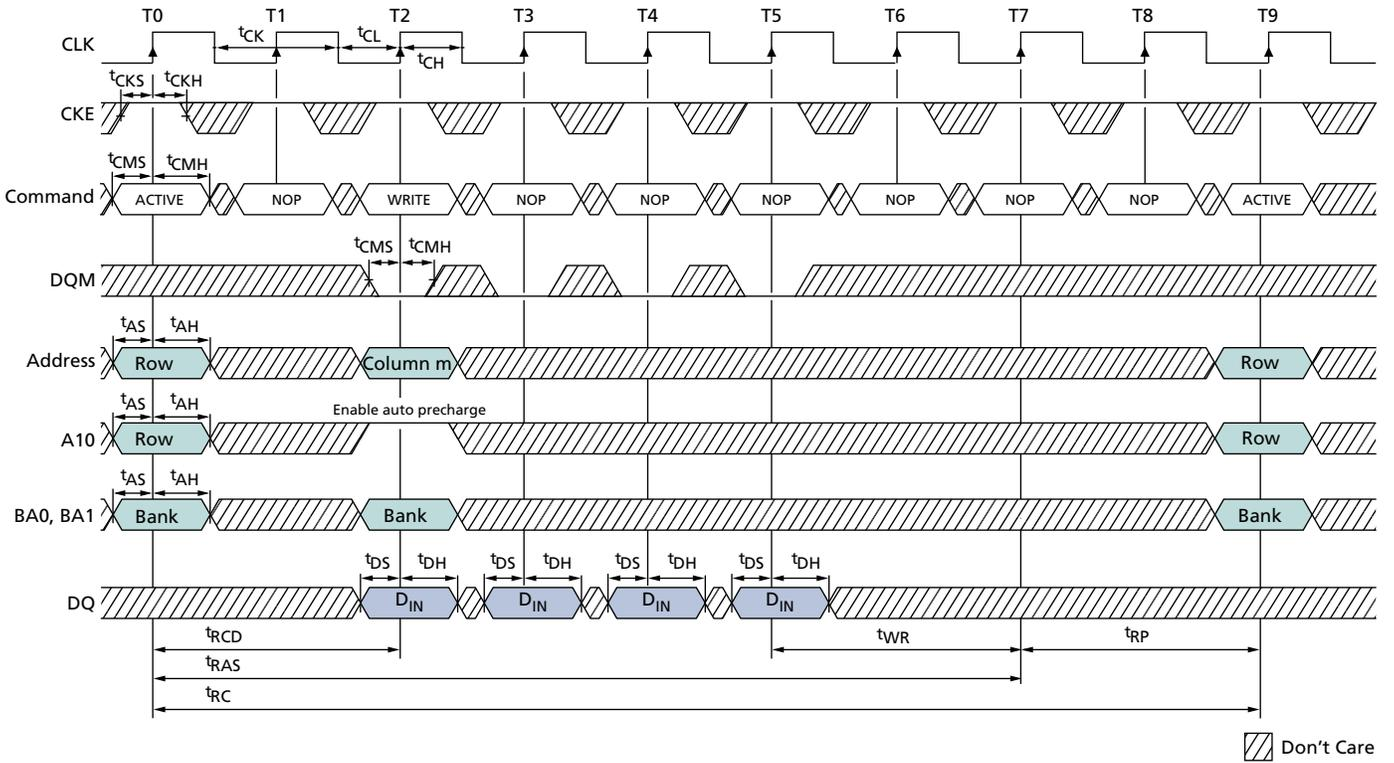 T0 T1 T2 T3 T4 T5 T6 T7 T8 T9
CLK tCK tCL tCH
tCKS tCKH
CKE
tCMS tCMH
Command ACTIVE NOP WRITE NOP NOP NOP NOP NOP NOP ACTIVE
tCMS tCMH
DQM
tAS tAH
Address Row Column m Row
tAS tAH Enable auto precharge
A10 Row Row
tAS tAH
BA0, BA1 Bank Bank Bank
tDS tDH tDS tDH tDS tDH tDS tDH
DQ DIN DIN DIN DIN
tRCD tWR tRP
tRAS
tRC
Don't Care